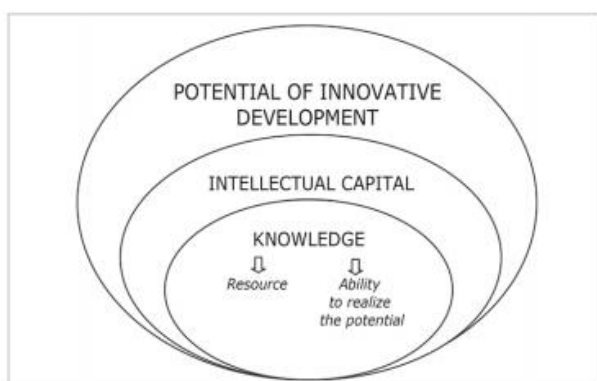 POTENTIAL OF INNOVATIVE
DEVELOPMENT
INTELLECTUAL CAPITAL
KNOWLEDGE
Resource
Ability
to realize
the potential